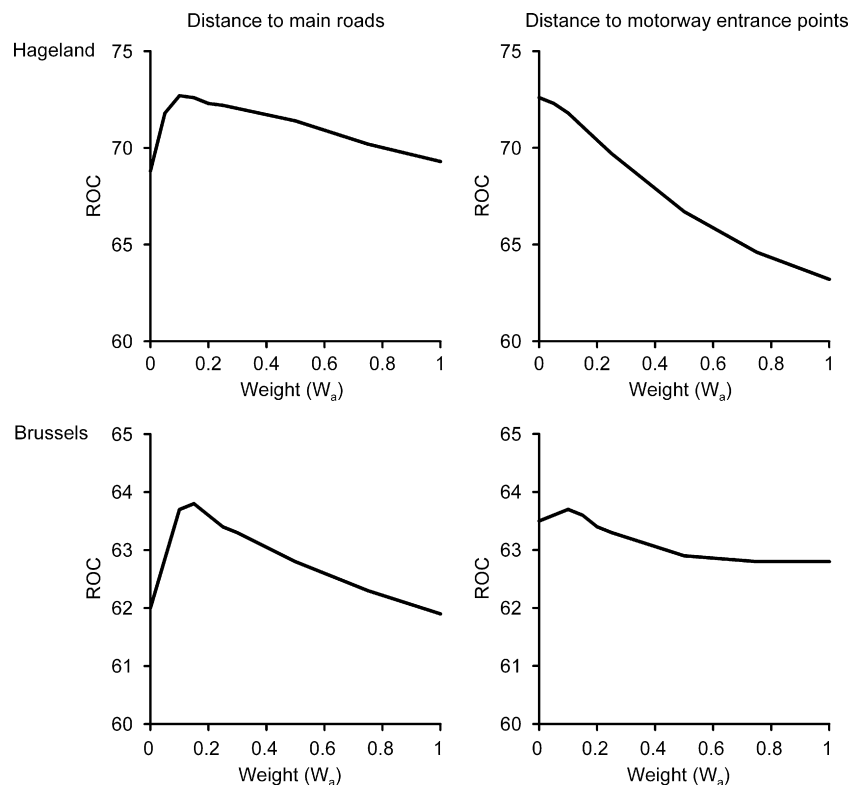 Distance to main roads
Distance to motorway entrance points
Hageland
75
70
65
60
ROC
0 0.2 0.4 0.6 0.8 1
Weight (Wa)
75
70
65
60
ROC
0 0.2 0.4 0.6 0.8 1
Weight (Wa)
Brussels
65
64
63
62
61
60
ROC
0 0.2 0.4 0.6 0.8 1
Weight (Wa)
65
64
63
62
61
60
ROC
0 0.2 0.4 0.6 0.8 1
Weight (Wa)